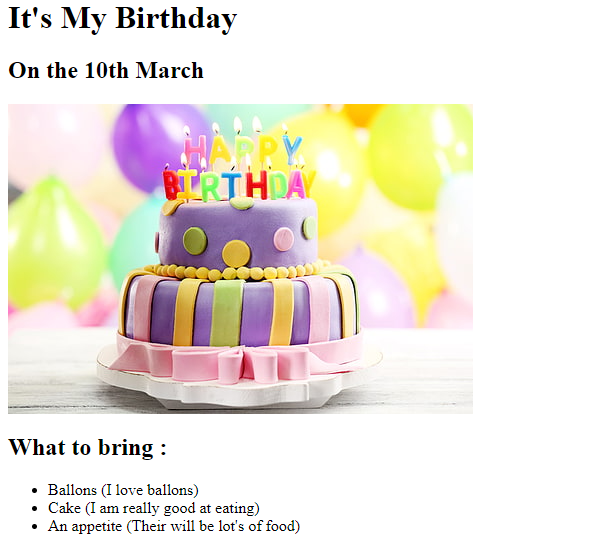 It's My Birthday
On the 10th March
HAPPY
BIRTHDAY
What to bring :
Ballons (I love ballons)
Cake (I am really good at eating)
An appetite (Their will be lot's of food)